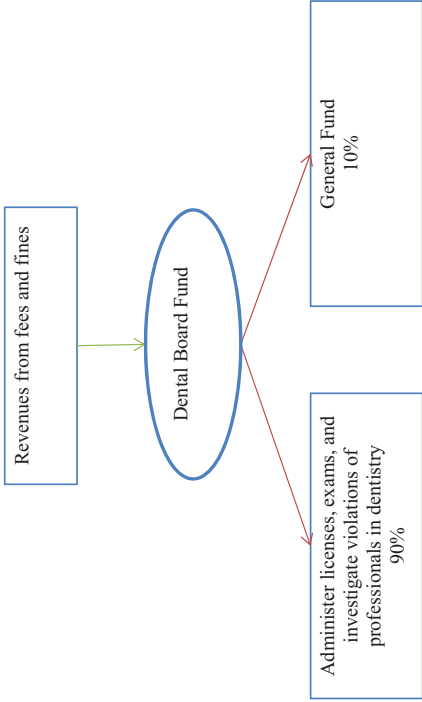 Revenues from fees and fines
Dental Board Fund
Administer licenses, exams, and
investigate violations of
professionals in dentistry
90%
General Fund
10%